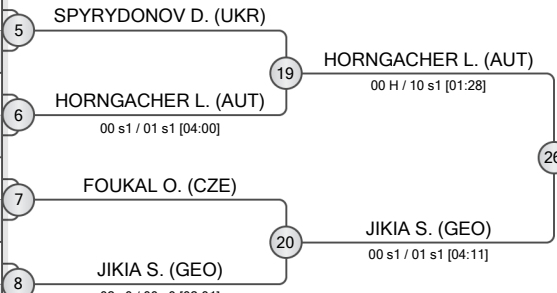 SPYRYDONOV D. (UKR)
5
19
HORNGACHER L. (AUT)
00 H / 10 s1 [01:28]
HORNGACHER L. (AUT)
6
00 s1 / 01 s1 [04:00]
26
FOUKAL O. (CZE)
7
20
JIKIA S. (GEO)
00 s1 / 01 s1 [04:11]
JIKIA S. (GEO)
8